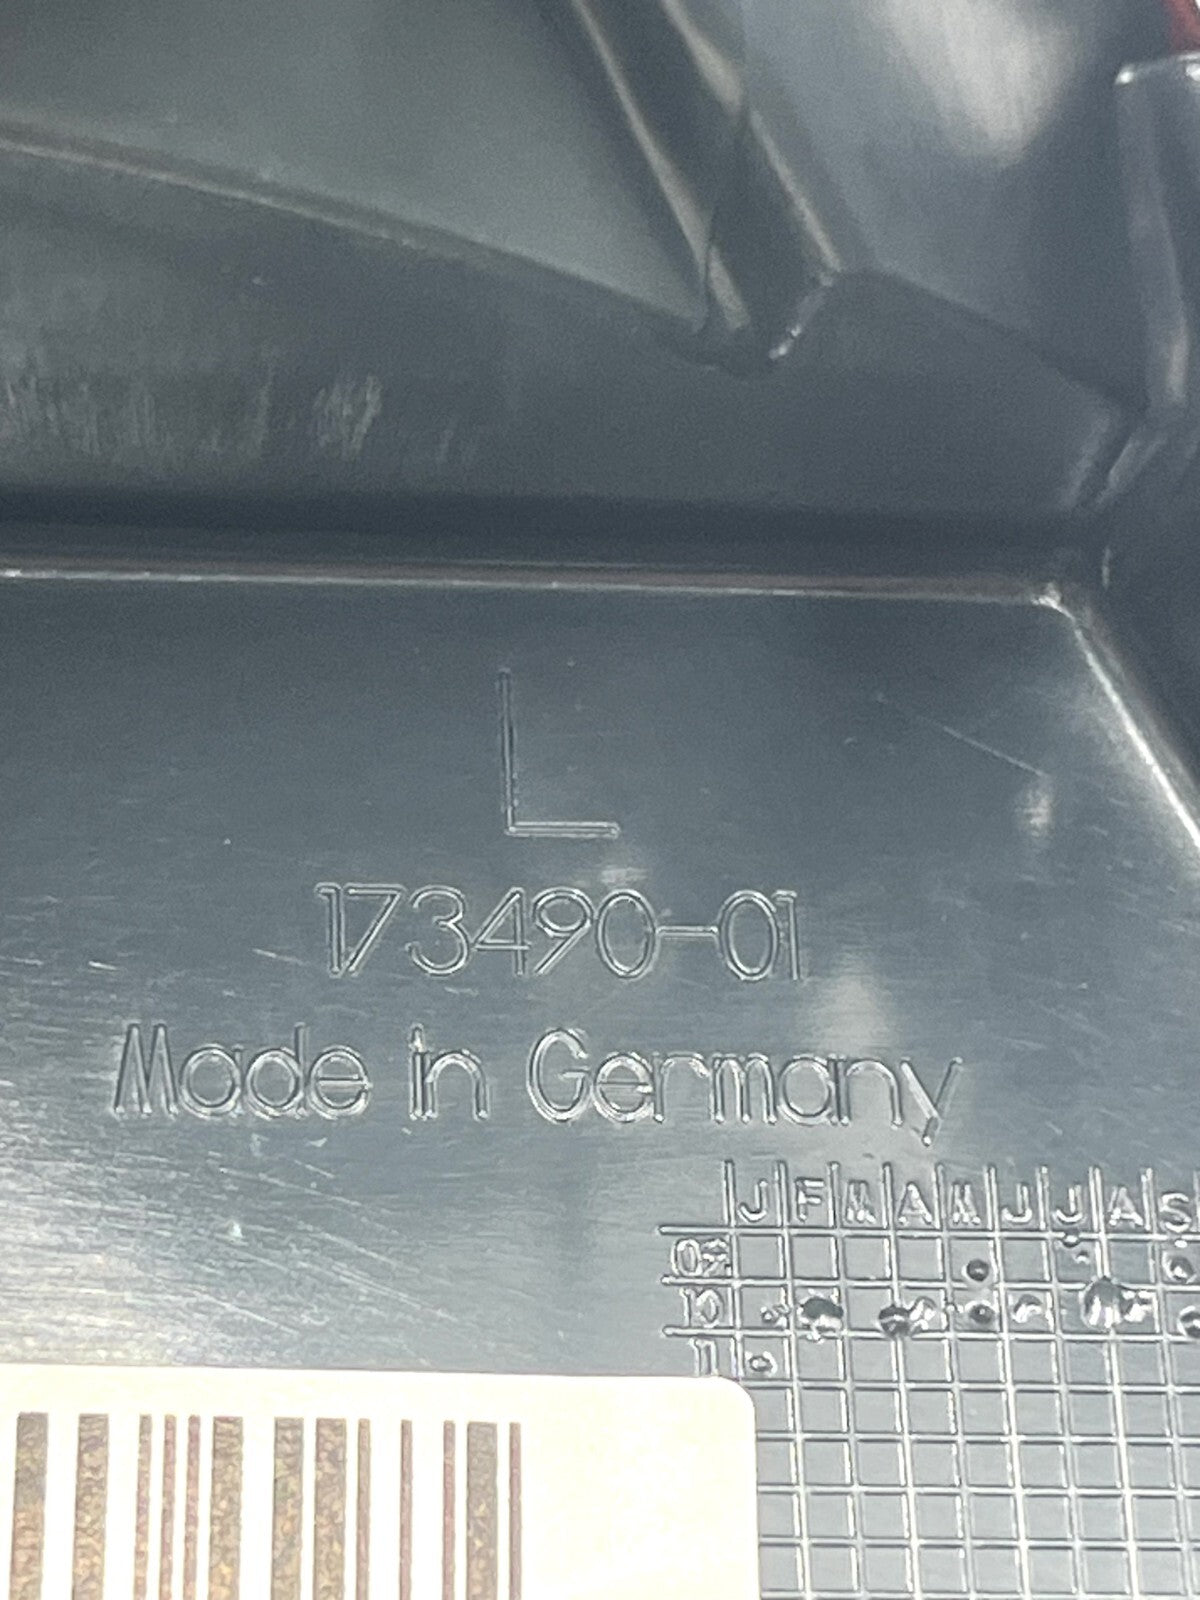 L
173490-01
Made in Germany
J F M A M J J A S
09
10
11